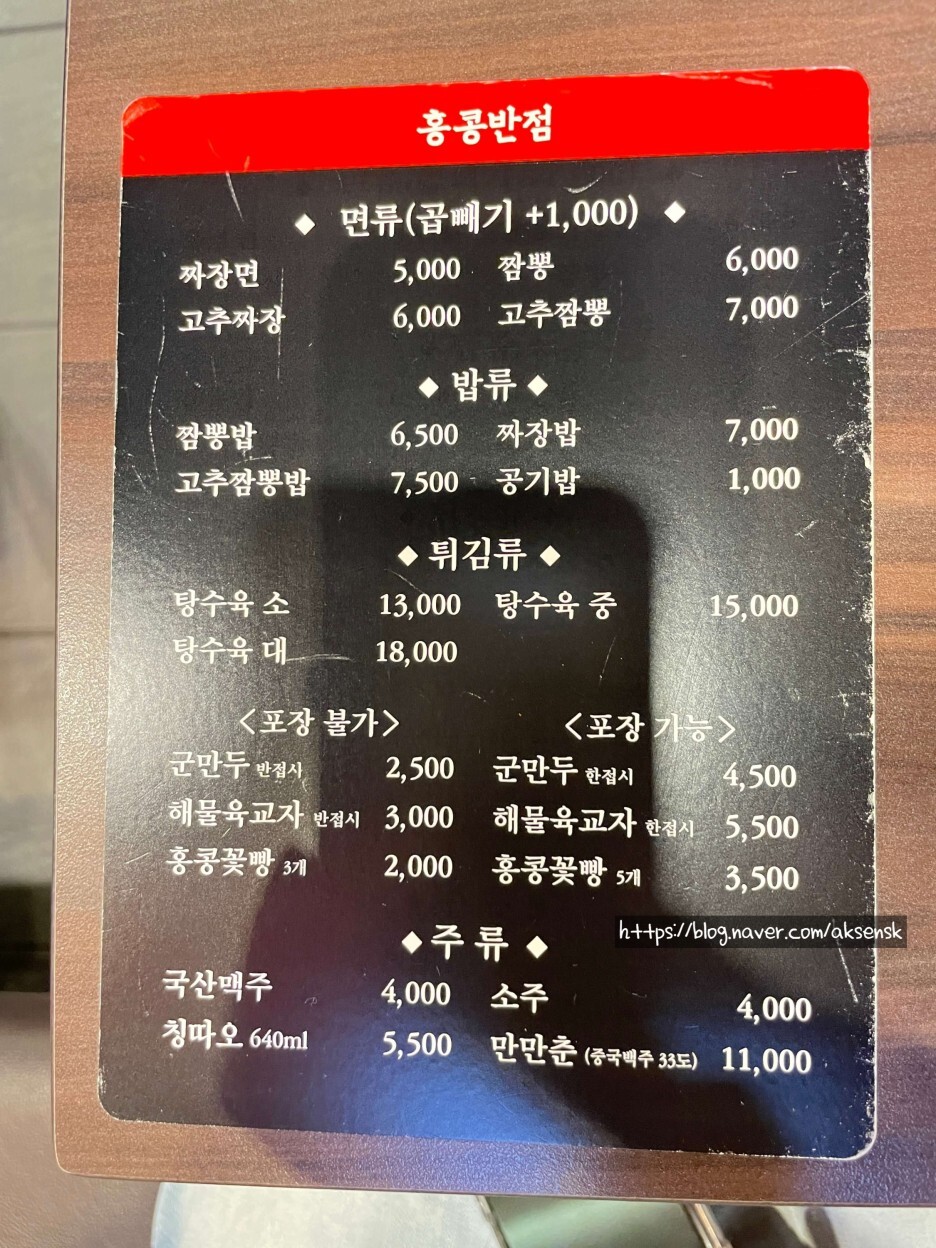 홍콩반점
◆ 면류(곱빼기 +1,000) ◆
짜장면 5,000 짬뽕 6,000
고추짜장 6,000 고추짬뽕 7,000
◆ 밥류 ◆
짬뽕밥 6,500 짜장밥 7,000
고추짬뽕밥 7,500 공기밥 1,000
◆ 튀김류 ◆
탕수육 소 13,000 탕수육 중 15,000
탕수육 대 18,000
<포장 불가> <포장 가능>
군만두 반접시 2,500 군만두 한접시 4,500
해물육교자 반접시 3,000 해물육교자 한접시 5,500
홍콩꽃빵 3개 2,000 홍콩꽃빵 5개 3,500
https://blog.naver.com/aksensk
◆ 주 류 ◆
국산맥주 4,000 소주 4,000
칭따오 640ml 5,500 만만춘 (중국백주 33도) 11,000